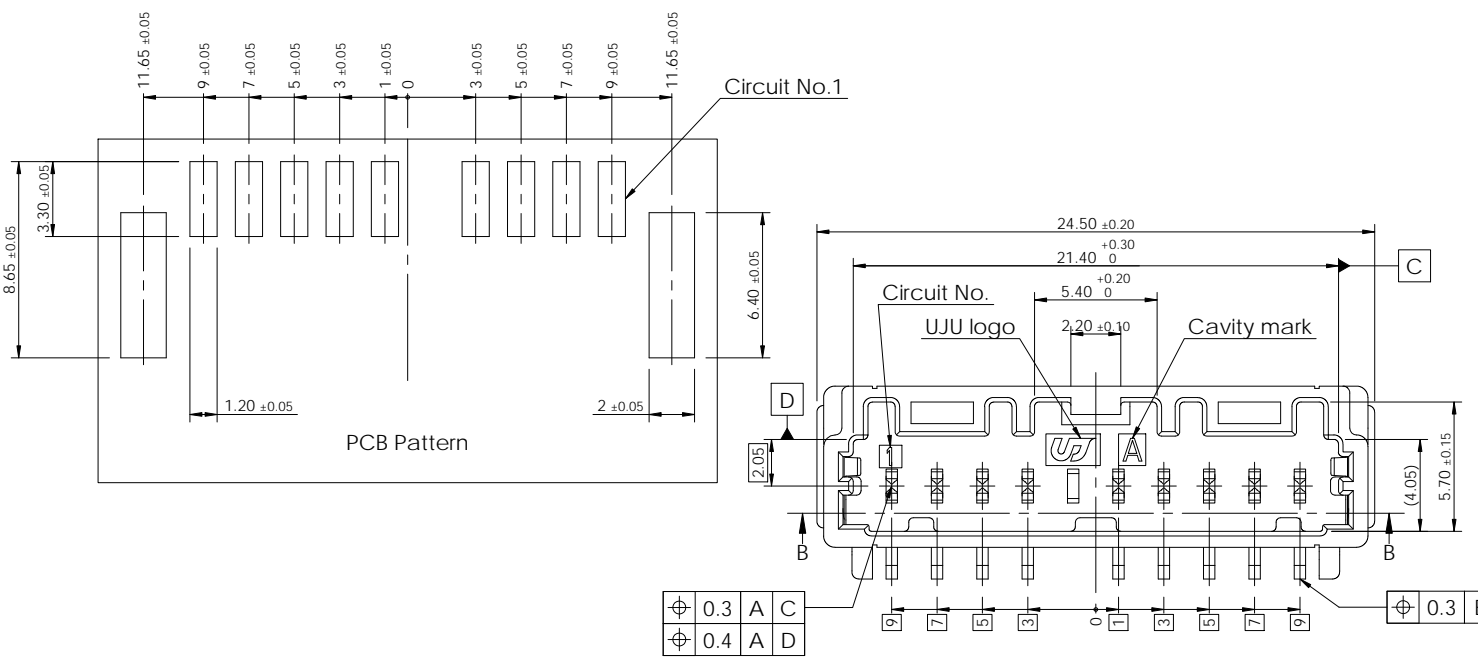 11.65 ±0.05
9 ±0.05
7 ±0.05
5 ±0.05
3 ±0.05
1 ±0.05
0
3 ±0.05
5 ±0.05
7 ±0.05
9 ±0.05
11.65 ±0.05
Circuit No.1
8.65 ±0.05
3.30 ±0.05
6.40 ±0.05
1.20 ±0.05
2 ±0.05
PCB Pattern
24.50 ±0.20
21.40 +0.30 0
C
5.40 +0.20 0
2.20 ±0.10
Circuit No.
UJU logo
Cavity mark
D
2.05
1
UJ
A
(4.05)
5.70 ±0.15
B
B
9
7
5
3
0
1
3
5
7
9
0.3 A C
0.4 A D
0.3